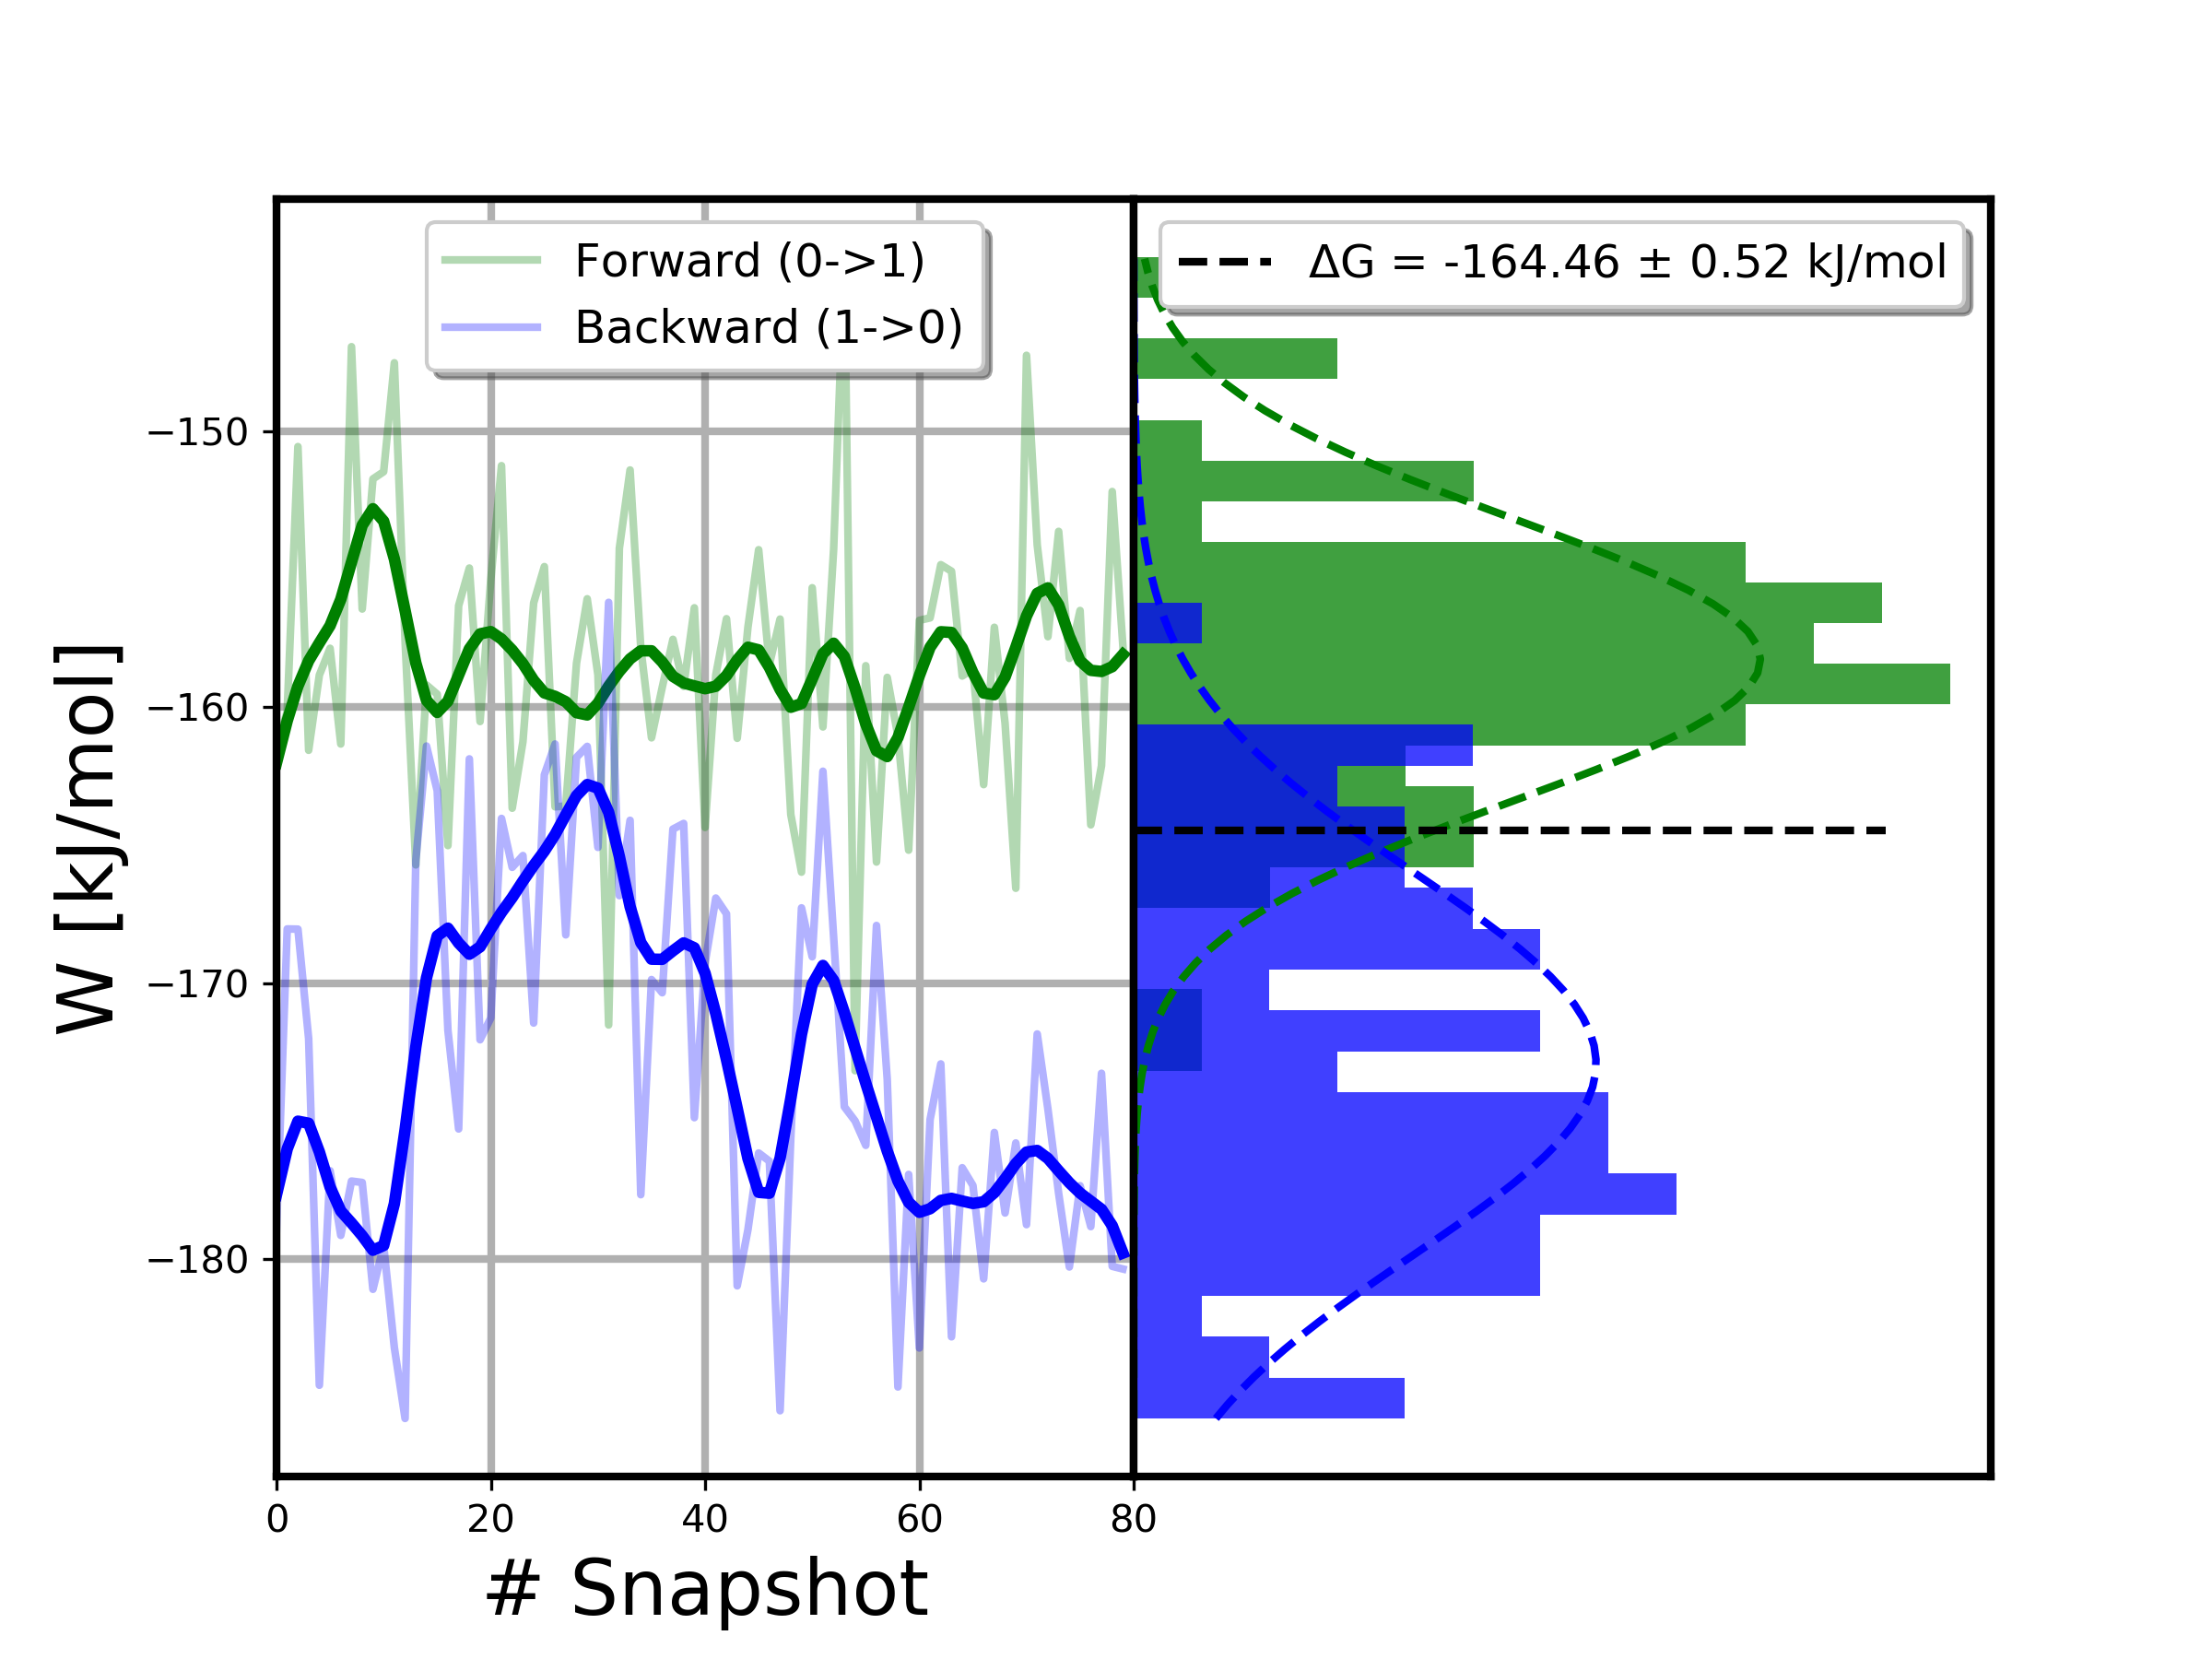 Forward (0->1)
Backward (1->0)
ΔG = -164.46 ± 0.52 kJ/mol
W [kJ/mol]
−150
−160
−170
−180
0 20 40 60 80
# Snapshot